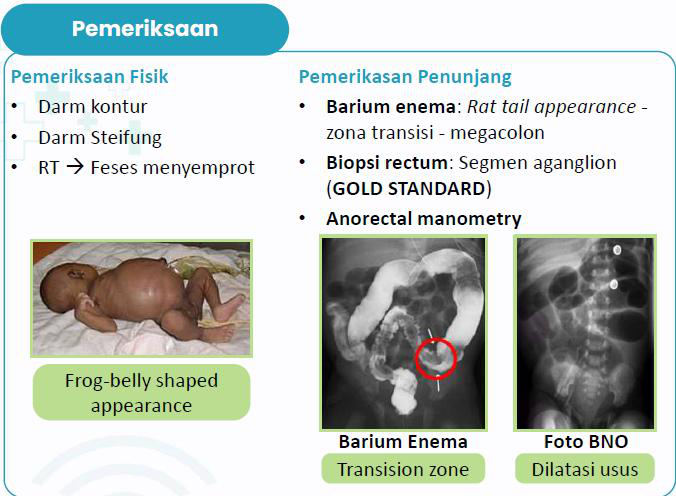 Pemeriksaan
Pemeriksaan Fisik
• Darm kontur
• Darm Steifung
• RT → Feses menyemprot
Frog-belly shaped
appearance
Pemerikasan Penunjang
• Barium enema: Rat tail appearance -
zona transisi - megacolon
• Biopsi rectum: Segmen aganglion
(GOLD STANDARD)
• Anorectal manometry
Barium Enema
Transision zone
Foto BNO
Dilatasi usus